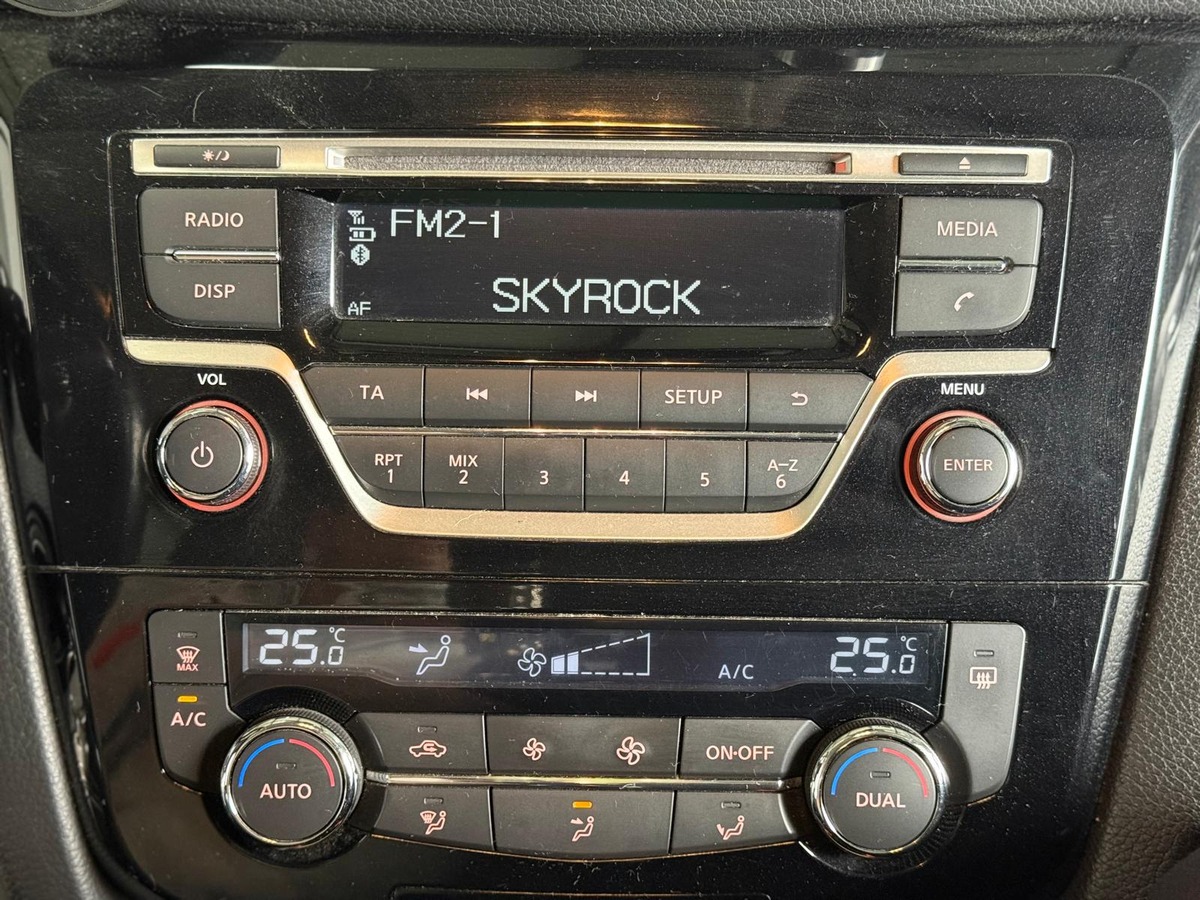 RADIO
FM2-1
MEDIA
DISP
AF
SKYROCK
VOL
TA
SETUP
MENU
RPT
1
MIX
2
3
4
5
A-Z
6
ENTER
25.0°C
A/C
25.0°C
MAX
A/C
ON·OFF
AUTO
DUAL